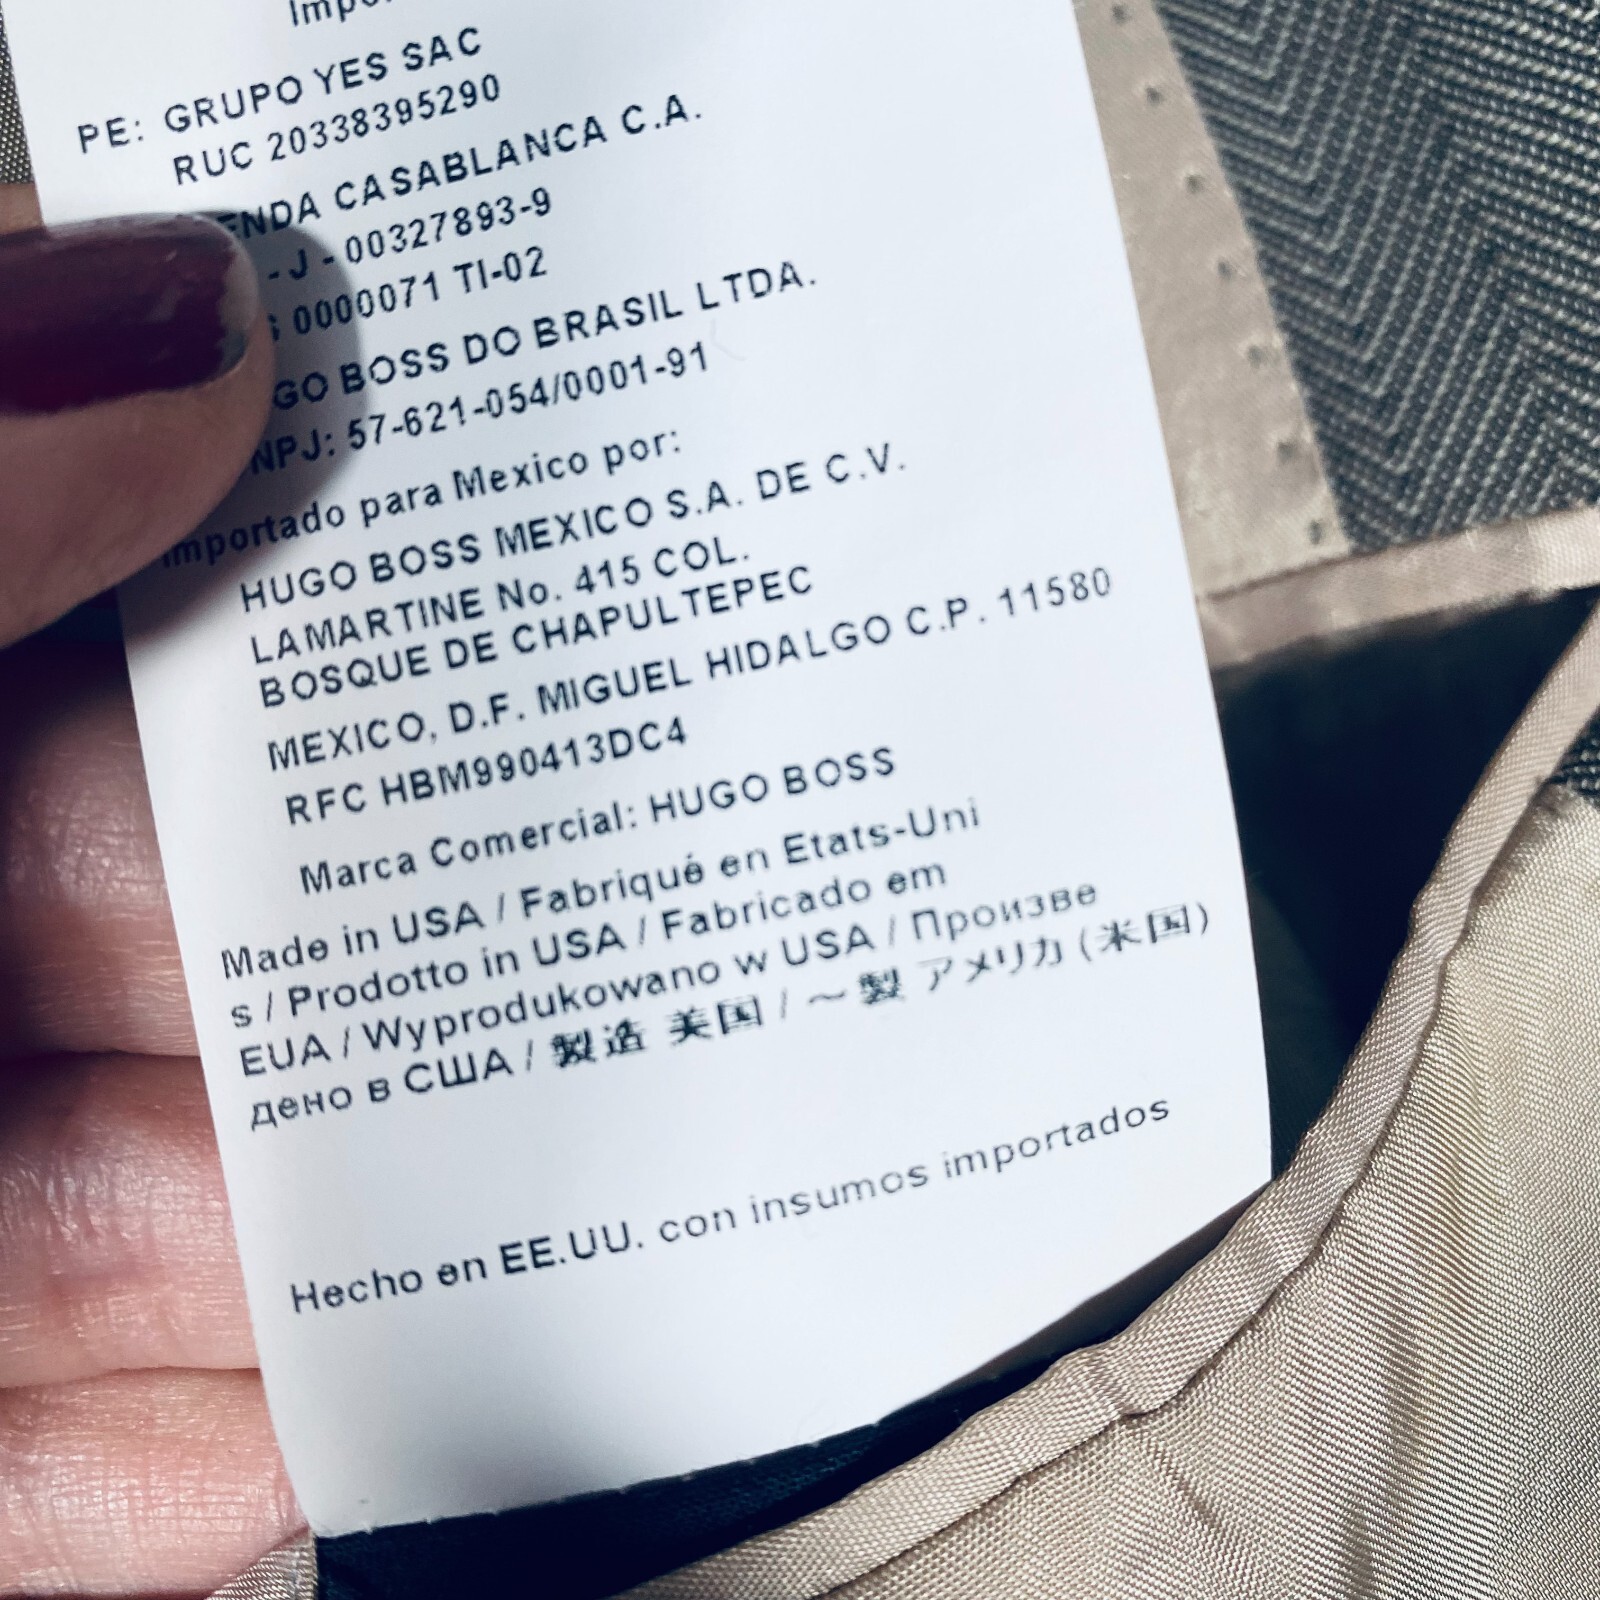 PE: GRUPO YES SAC
RUC 20338395290
CASABLANCA C.A.
- J - 00327893-9
0000071 TI-02
BOSS DO BRASIL LTDA.
57-621-054/0001-91
Importado para Mexico por:
HUGO BOSS MEXICO S.A. DE C.V.
LAMARTINE No. 415 COL.
BOSQUE DE CHAPULTEPEC
MEXICO, D.F. MIGUEL HIDALGO C.P. 11580
RFC HBM990413DC4
Marca Comercial: HUGO BOSS
Made in USA / Fabriqué en Etats-Uni
s / Prodotto in USA / Fabricado em
EUA / Wyprodukowano w USA / Произве
дено в США / 製造 美国 / ～製 アメリカ (米国)
Hecho en EE.UU. con insumos importados